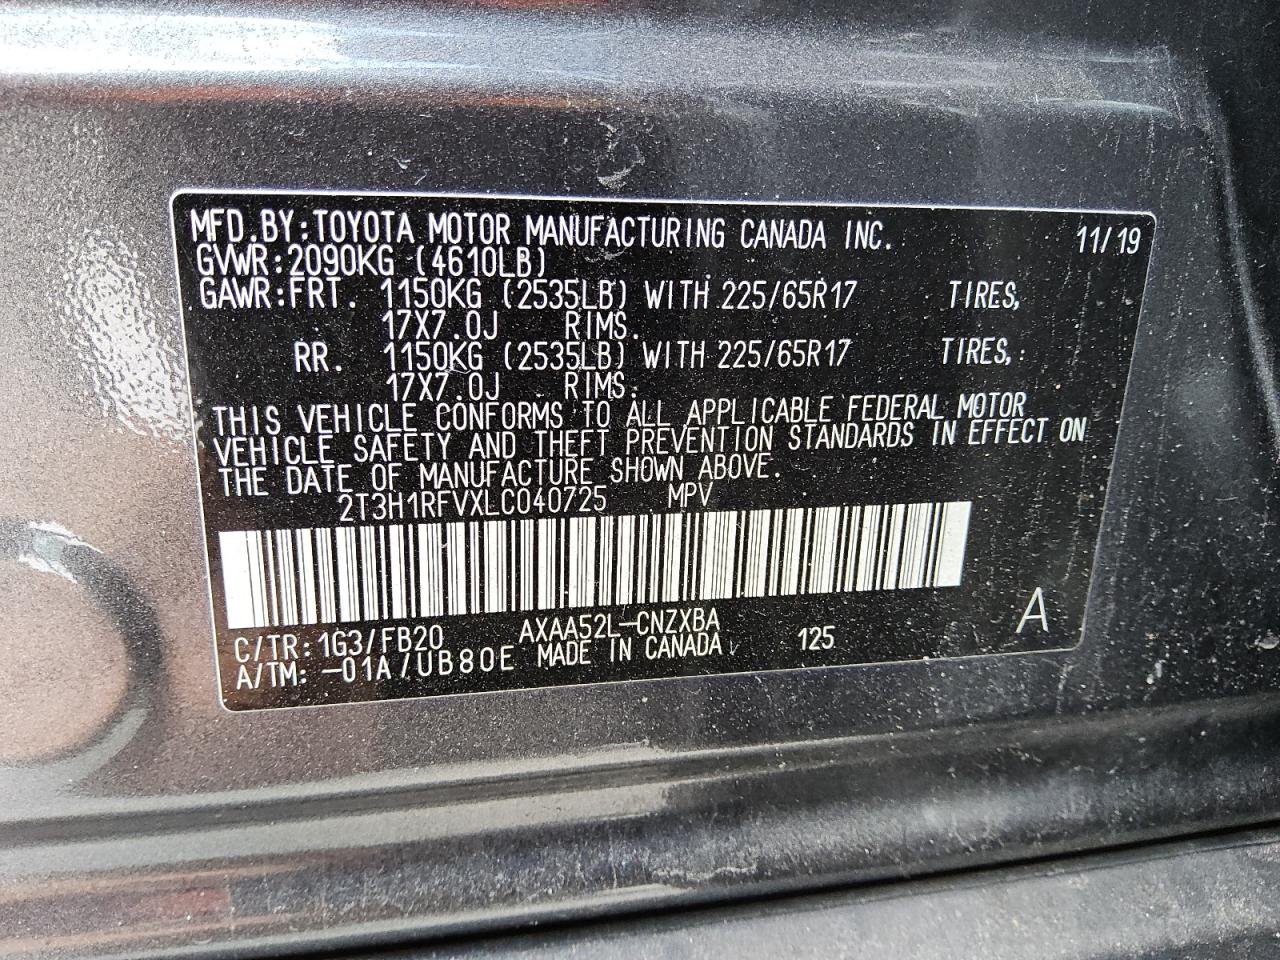 MFD.BY:TOYOTA MOTOR MANUFACTURING CANADA INC. 11/19
GVWR:2090KG (4610LB)
GAWR:FRT. 1150KG (2535LB) WITH 225/65R17 TIRES,
17X7.0J RIMS.
RR. 1150KG (2535LB) WITH 225/65R17 TIRES,
17X7.0J RIMS.
THIS VEHICLE CONFORMS TO ALL APPLICABLE FEDERAL MOTOR
VEHICLE SAFETY AND THEFT PREVENTION STANDARDS IN EFFECT ON
THE DATE OF MANUFACTURE SHOWN ABOVE.
2T3H1RFVXLC040725 MPV
C/TR: 1G3/FB20 AXAA52L-CNZXBA 125 A
A/TM: -01A/UB80E MADE IN CANADA